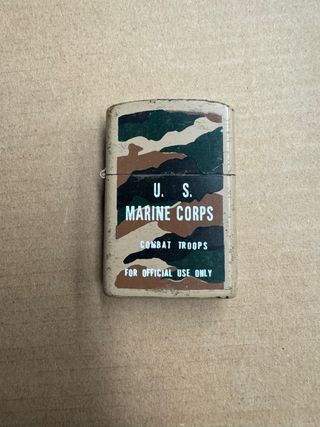 U. S.
MARINE CORPS
COMBAT TROOPS
FOR OFFICIAL USE ONLY